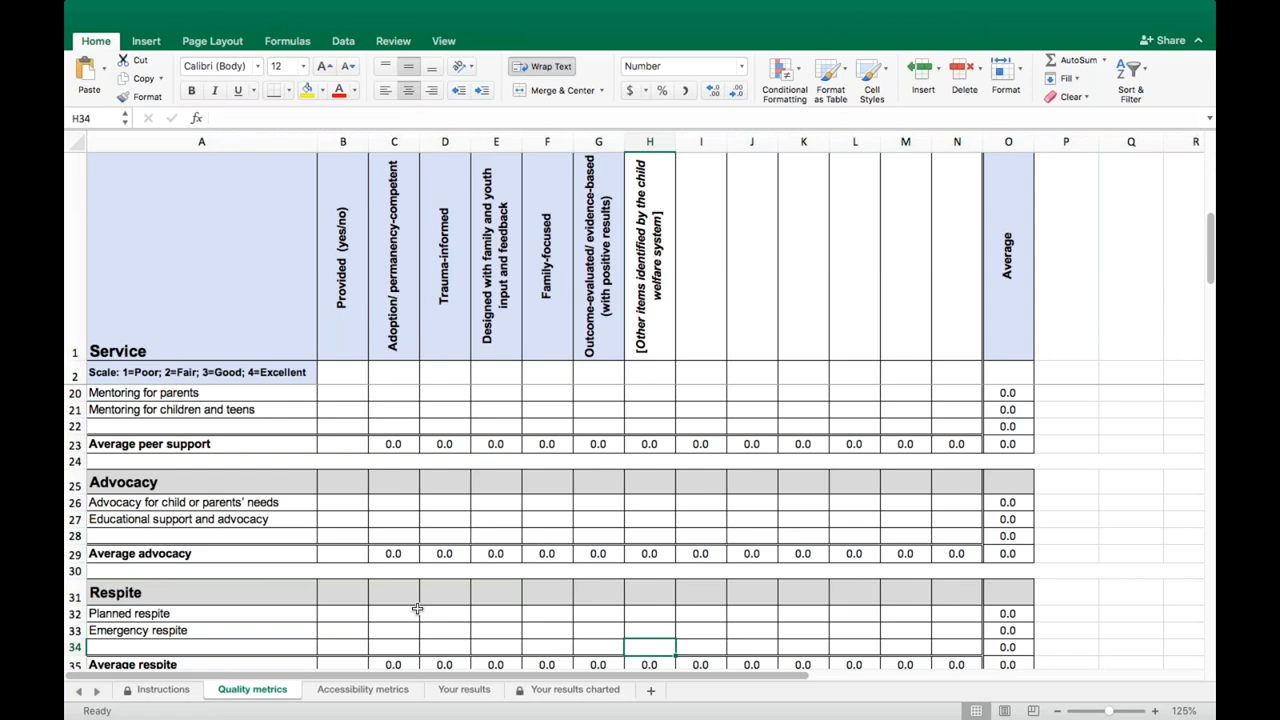 Home Insert Page Layout Formulas Data Review View Share
Cut Calibri (Body) 12 A A Wrap Text Number AutoSum
Copy Fill
Paste Format B I U A Merge & Center $ % Conditional Formatting Format as Table Cell Styles Insert Delete Format Clear Sort & Filter
H34 fx
A B C D E F G H I J K L M N O P Q R
1 Service
Provided (yes/no)
Adoption/ permanency-competent
Trauma-informed
Designed with family and youth
input and feedback
Family-focused
Outcome-evaluated/ evidence-based
(with positive results)
[Other items identified by the child
welfare system]
Average
2 Scale: 1=Poor; 2=Fair; 3=Good; 4=Excellent
20 Mentoring for parents 0.0
21 Mentoring for children and teens 0.0
22 0.0
23 Average peer support 0.0 0.0 0.0 0.0 0.0 0.0 0.0 0.0 0.0 0.0 0.0 0.0 0.0
24
25 Advocacy
26 Advocacy for child or parents' needs 0.0
27 Educational support and advocacy 0.0
28 0.0
29 Average advocacy 0.0 0.0 0.0 0.0 0.0 0.0 0.0 0.0 0.0 0.0 0.0 0.0 0.0
30
31 Respite
32 Planned respite 0.0
33 Emergency respite 0.0
34 0.0
35 Average respite 0.0 0.0 0.0 0.0 0.0 0.0 0.0 0.0 0.0 0.0 0.0 0.0 0.0
Instructions Quality metrics Accessibility metrics Your results Your results charted
Ready 125%